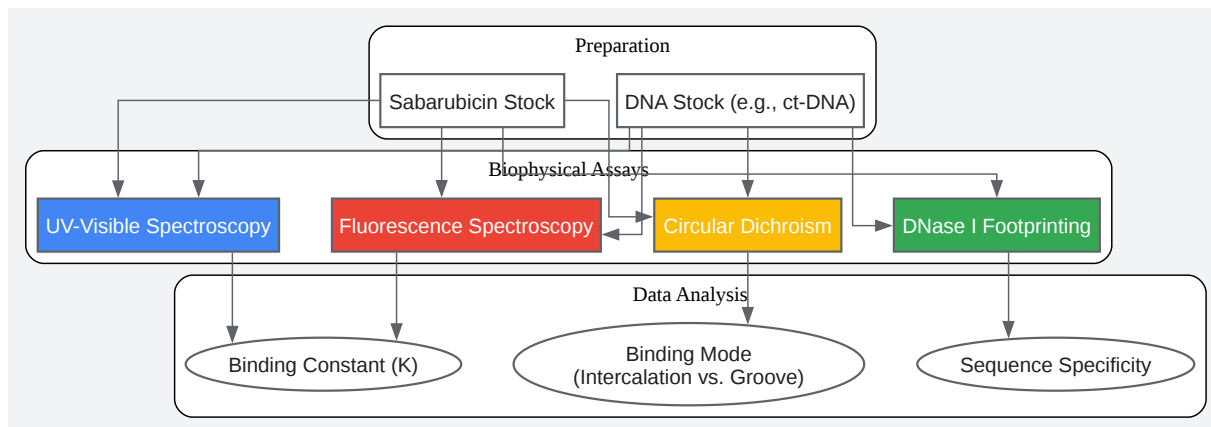 Preparation
Sabarubicin Stock
DNA Stock (e.g., ct-DNA)
Biophysical Assays
UV-Visible Spectroscopy
Fluorescence Spectroscopy
Circular Dichroism
DNase I Footprinting
Data Analysis
Binding Constant (K)
Binding Mode
(Intercalation vs. Groove)
Sequence Specificity